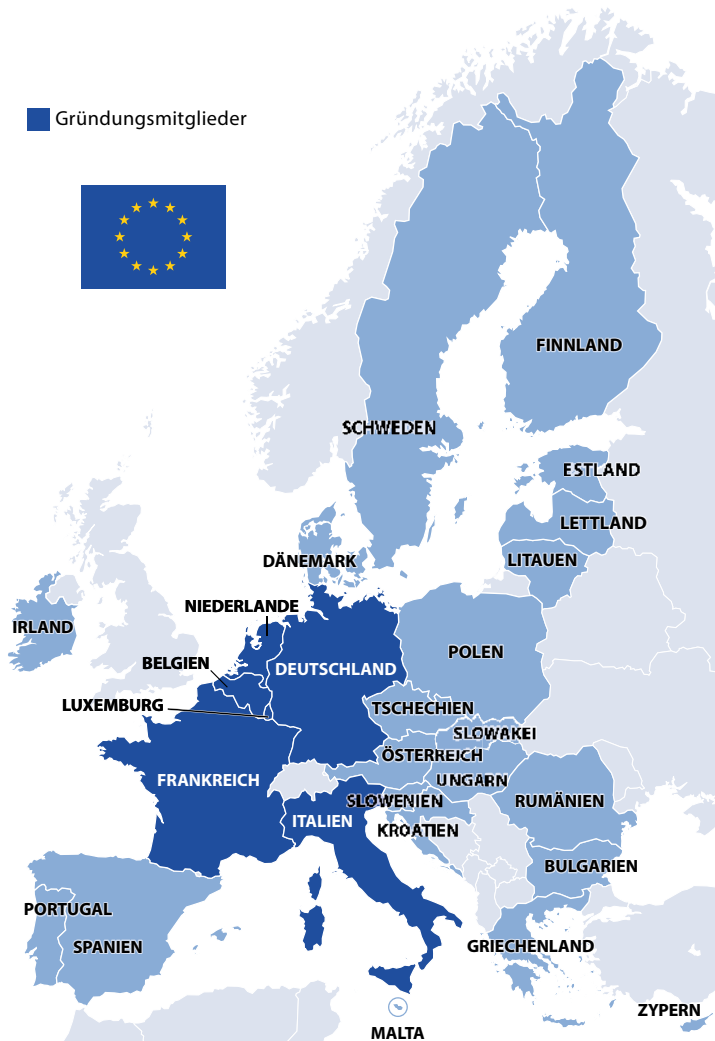 Gründungsmitglieder
FINNLAND
SCHWEDEN
ESTLAND
LETTLAND
DÄNEMARK
LITAUEN
NIEDERLANDE
IRLAND
POLEN
BELGIEN
DEUTSCHLAND
LUXEMBURG
TSCHECHIEN
SLOWAKEI
ÖSTERREICH
FRANKREICH
UNGARN
SLOWENIEN
RUMÄNIEN
ITALIEN
KROATIEN
BULGARIEN
PORTUGAL
SPANIEN
GRIECHENLAND
ZYPERN
MALTA